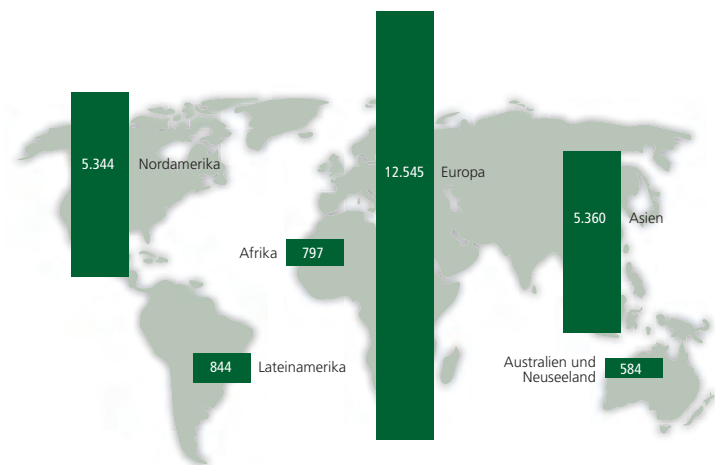 5.344 Nordamerika
12.545 Europa
5.360 Asien
Afrika 797
844 Lateinamerika
Australien und
Neuseeland
584